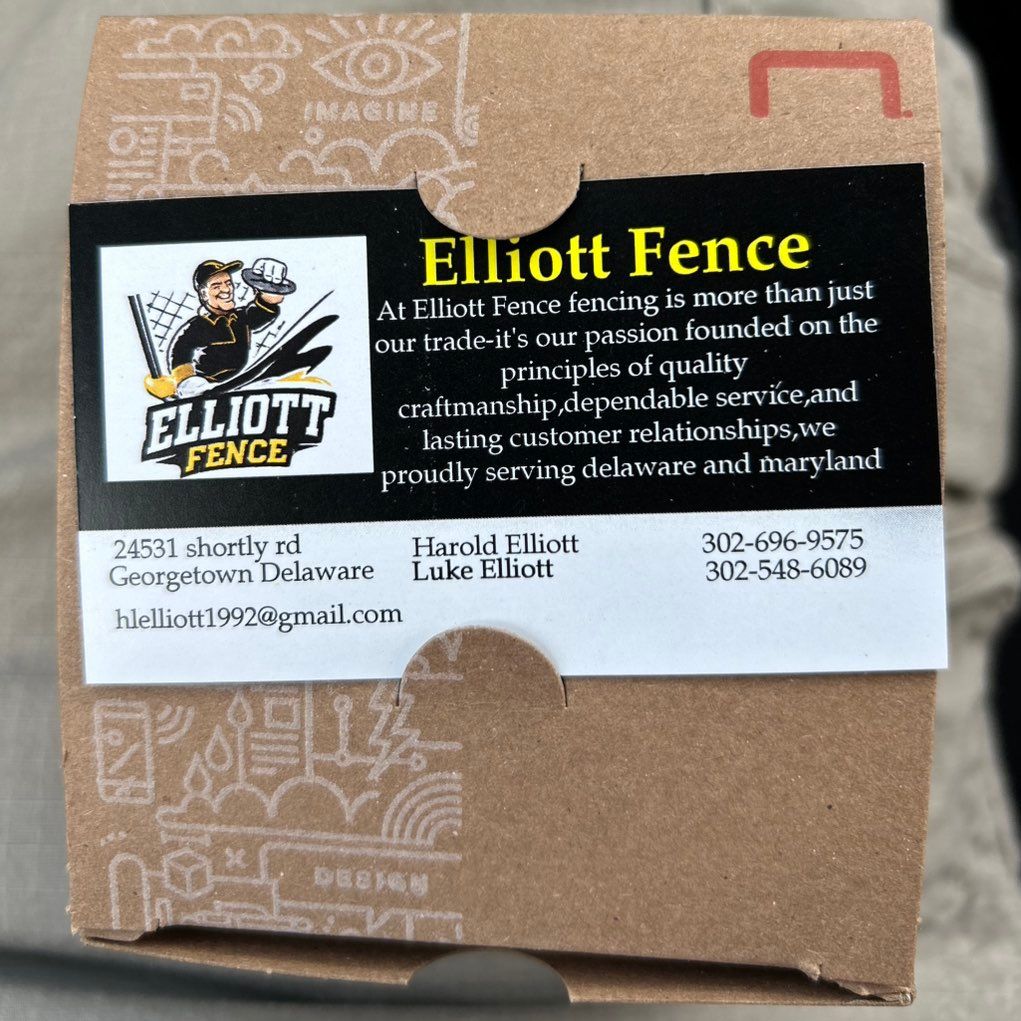 IMAGINE
Elliott Fence
At Elliott Fence fencing is more than just
our trade-it's our passion founded on the
principles of quality
craftmanship,dependable service,and
lasting customer relationships,we
proudly serving delaware and maryland
ELLIOTT
FENCE
24531 shortly rd
Georgetown Delaware
hlelliott1992@gmail.com
Harold Elliott
Luke Elliott
302-696-9575
302-548-6089
DESIGN